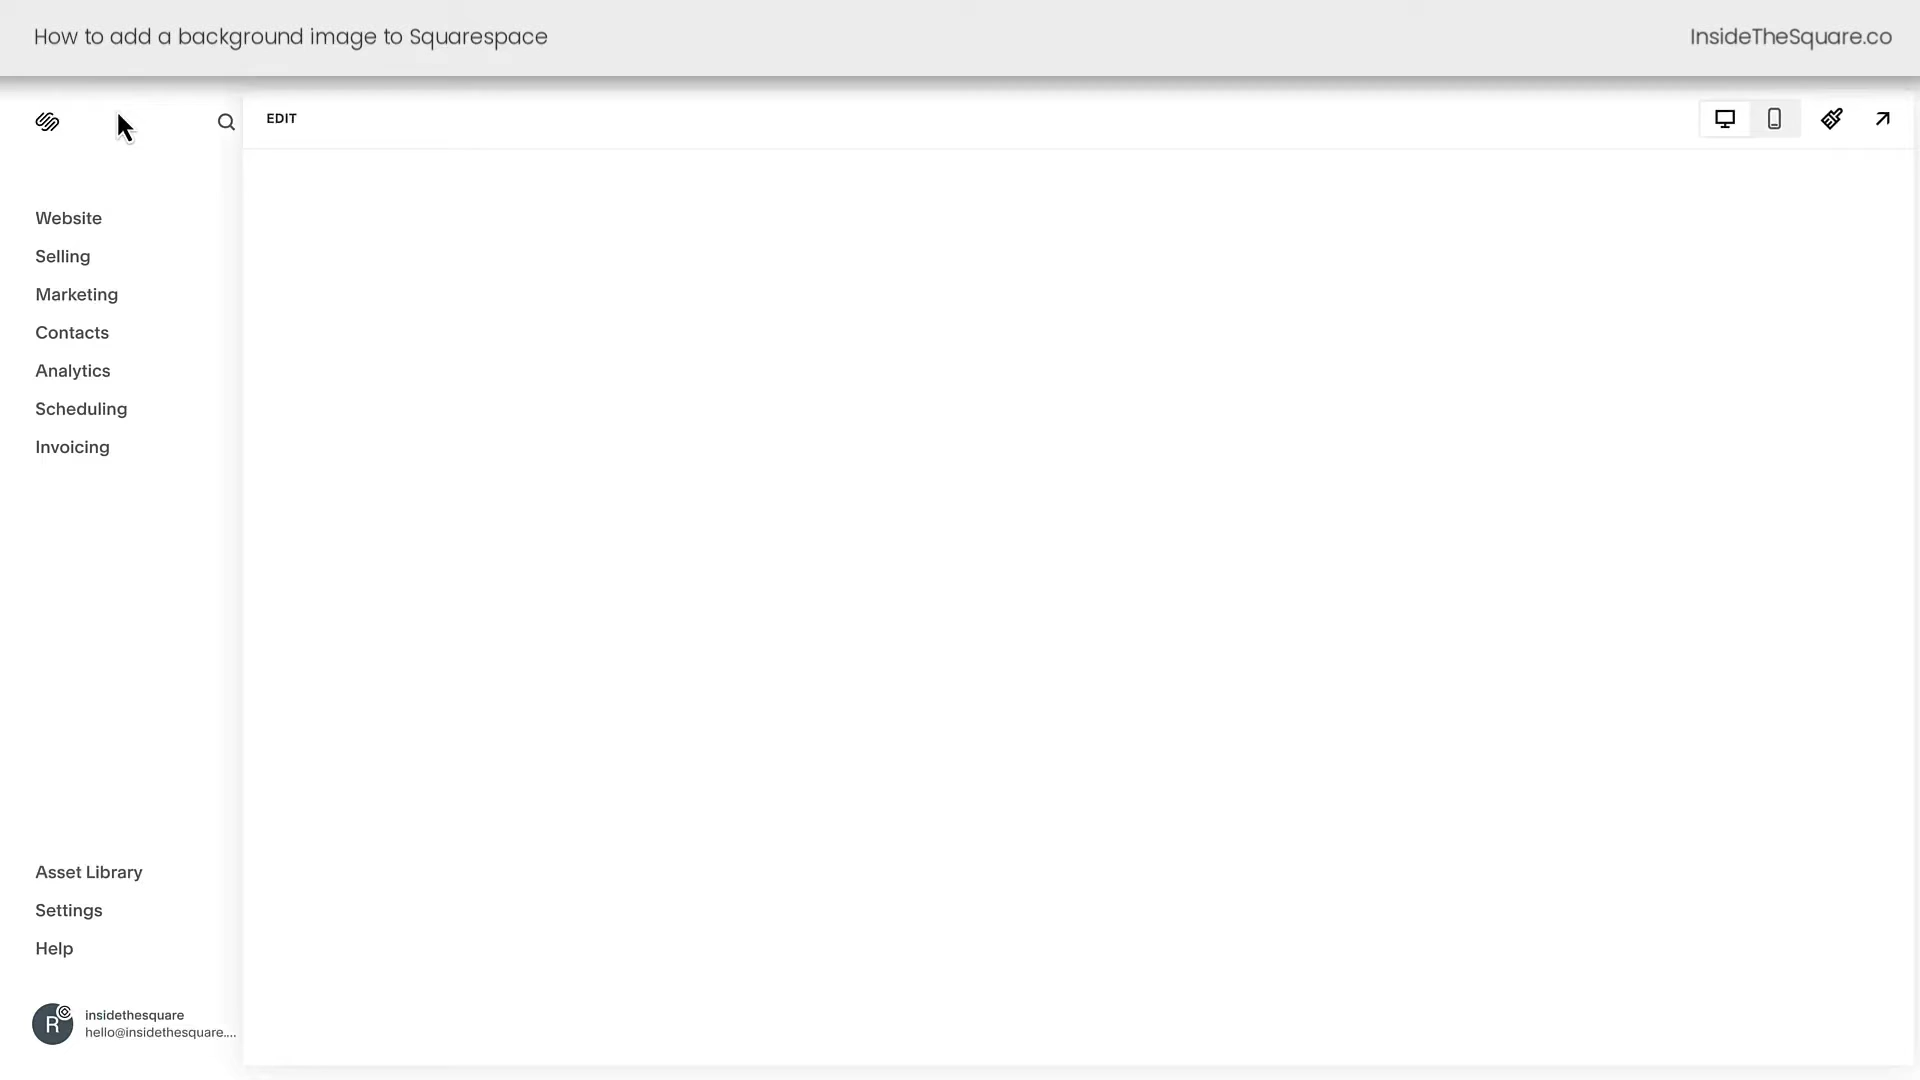 How to add a background image to Squarespace
InsideTheSquare.co
EDIT
Website
Selling
Marketing
Contacts
Analytics
Scheduling
Invoicing
Asset Library
Settings
Help
R
insidethesquare
hello@insidethesquare....